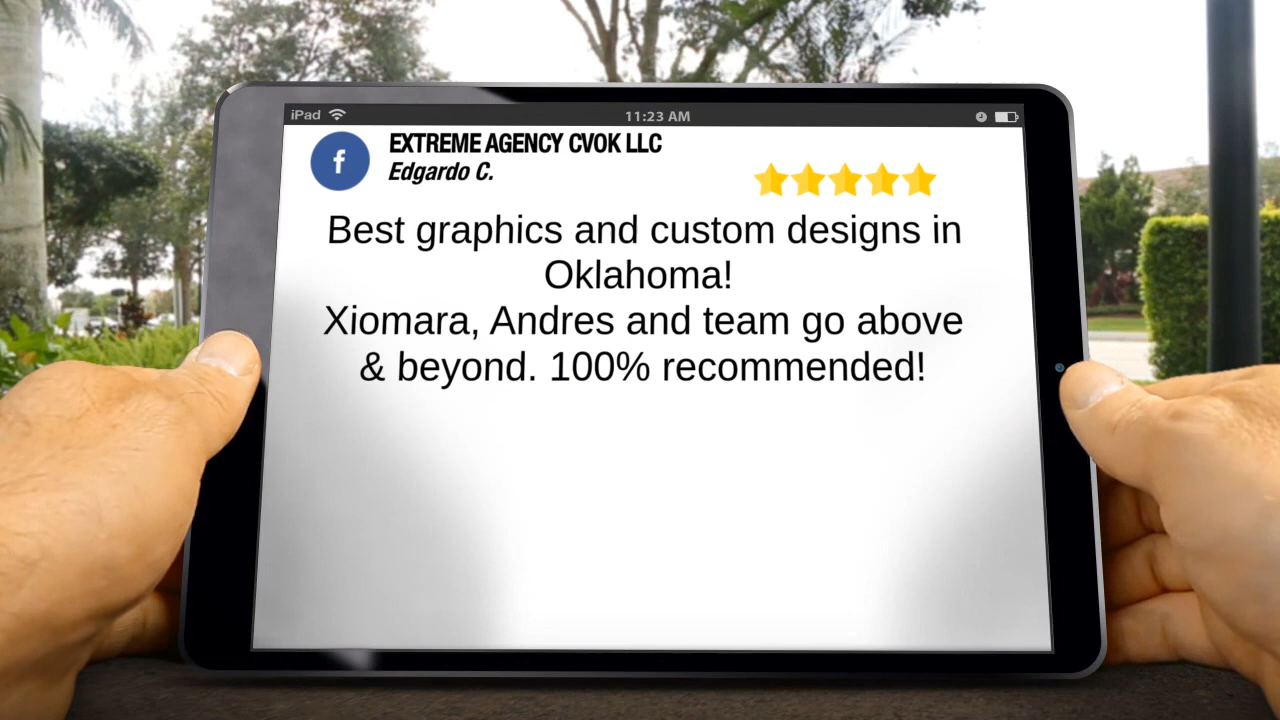 iPad 11:23 AM
f
EXTREME AGENCY CVOK LLC
Edgardo C.
Best graphics and custom designs in
Oklahoma!
Xiomara, Andres and team go above
& beyond. 100% recommended!